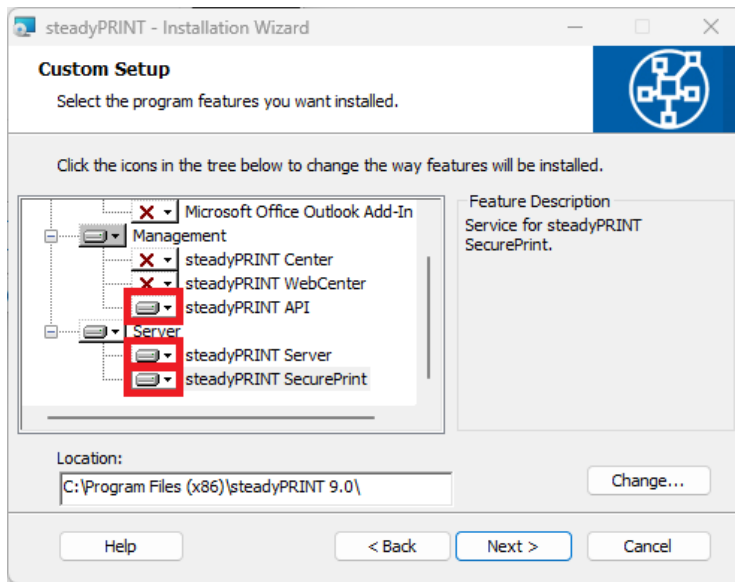 steadyPRINT - Installation Wizard
Custom Setup
Select the program features you want installed.
Click the icons in the tree below to change the way features will be installed.
Microsoft Office Outlook Add-In
Management
steadyPRINT Center
steadyPRINT WebCenter
steadyPRINT API
Server
steadyPRINT Server
steadyPRINT SecurePrint
Feature Description
Service for steadyPRINT
SecurePrint.
Location:
C:\Program Files (x86)\steadyPRINT 9.0\
Change...
Help
< Back
Next >
Cancel